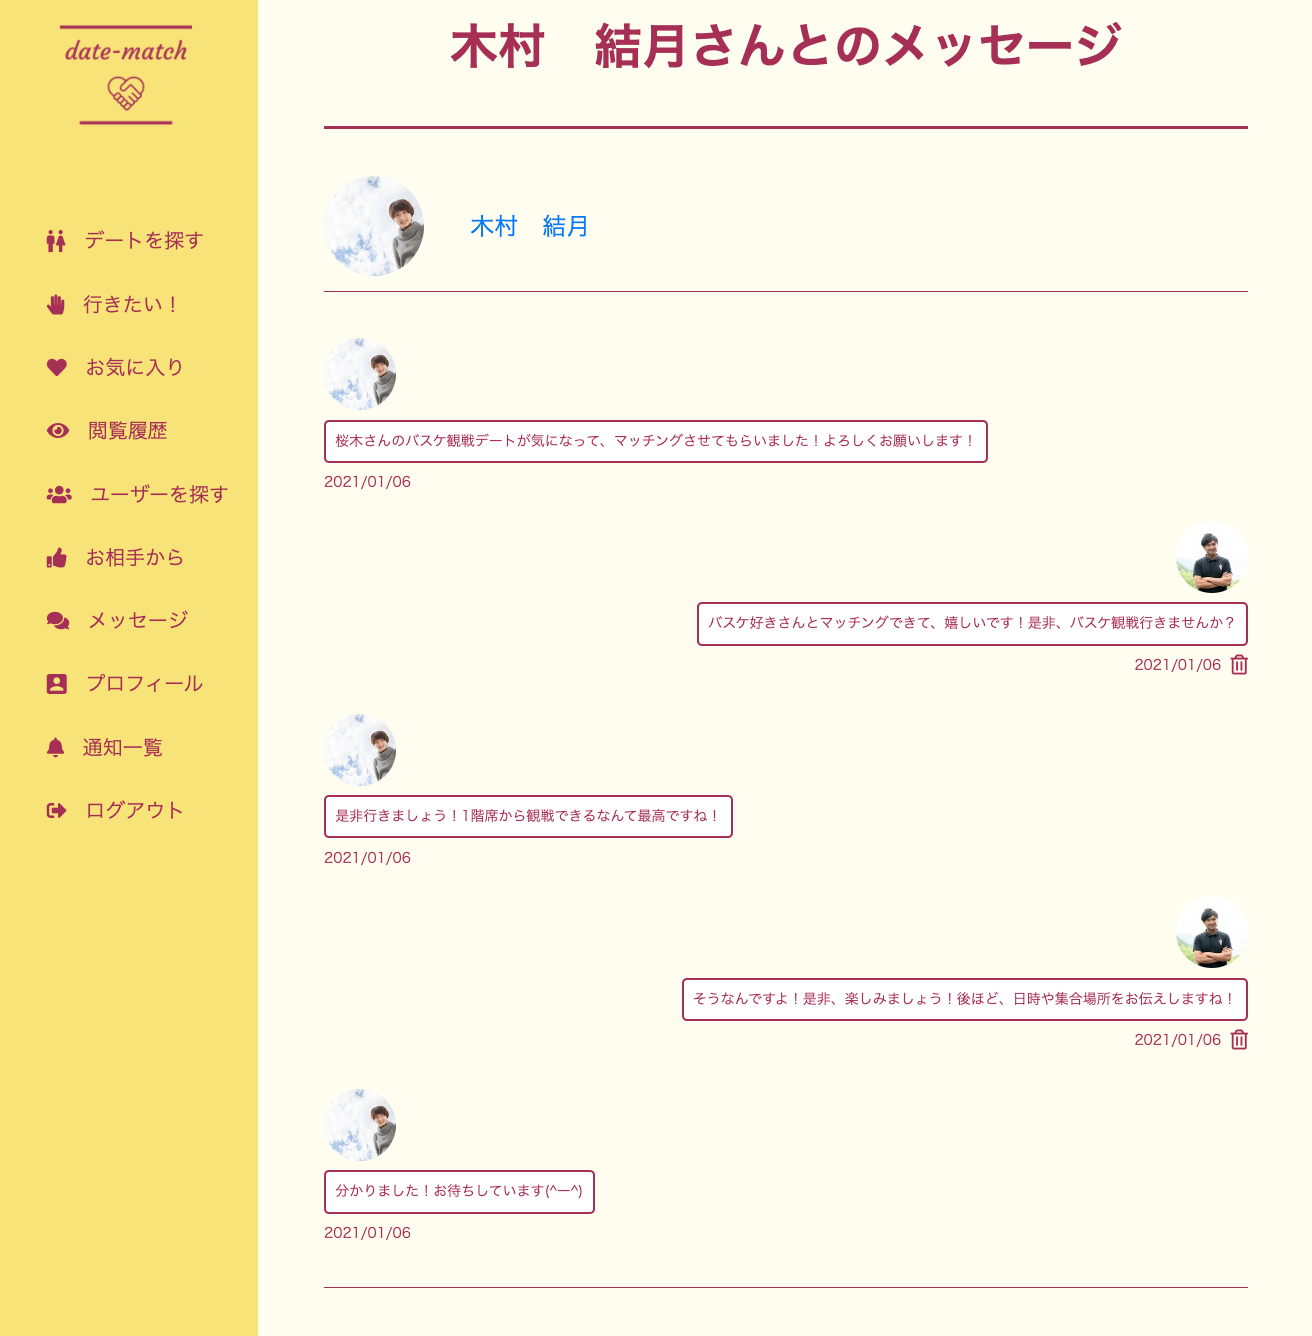 date-match
デートを探す
行きたい！
お気に入り
閲覧履歴
ユーザーを探す
お相手から
メッセージ
プロフィール
通知一覧
ログアウト
木村　結月さんとのメッセージ
木村　結月
桜木さんのバスケ観戦デートが気になって、マッチングさせてもらいました！よろしくお願いします！
2021/01/06
バスケ好きさんとマッチングできて、嬉しいです！是非、バスケ観戦行きませんか？
2021/01/06
是非行きましょう！1階席から観戦できるなんて最高ですね！
2021/01/06
そうなんですよ！是非、楽しみましょう！後ほど、日時や集合場所をお伝えしますね！
2021/01/06
分かりました！お待ちしています(^ー^)
2021/01/06